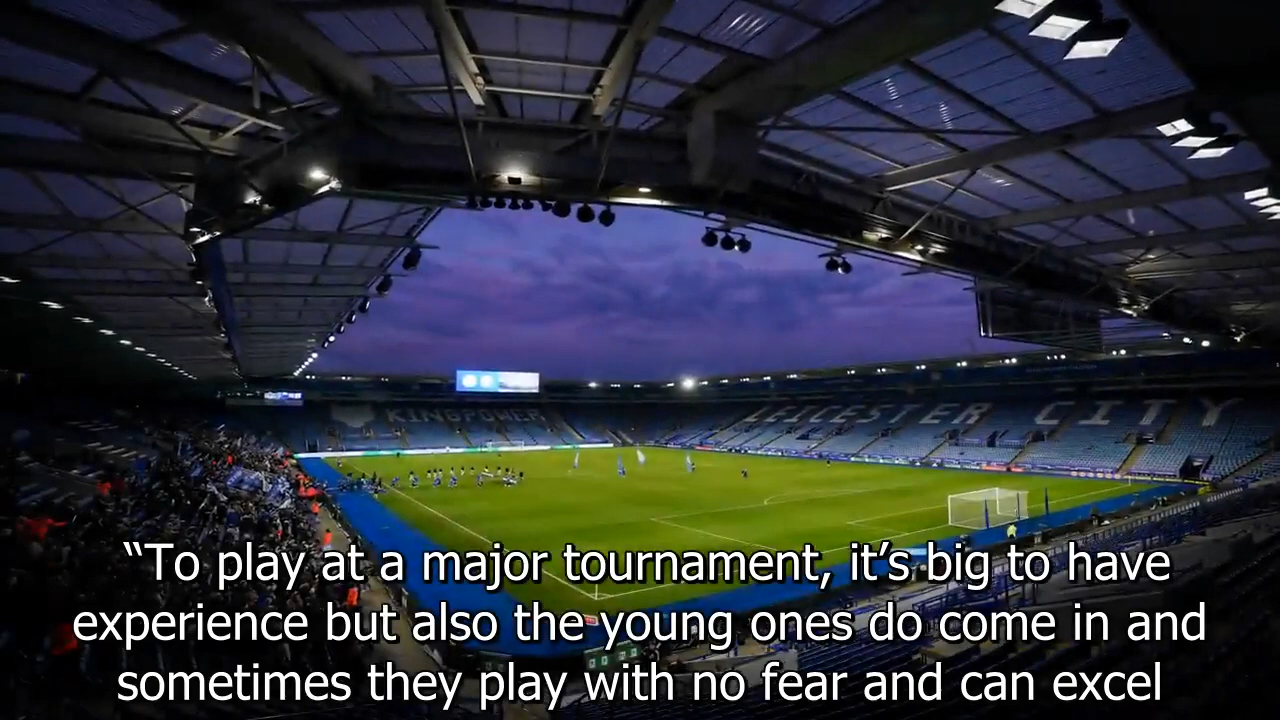 KING POWER
LEICESTER CITY
“To play at a major tournament, it’s big to have
experience but also the young ones do come in and
sometimes they play with no fear and can excel